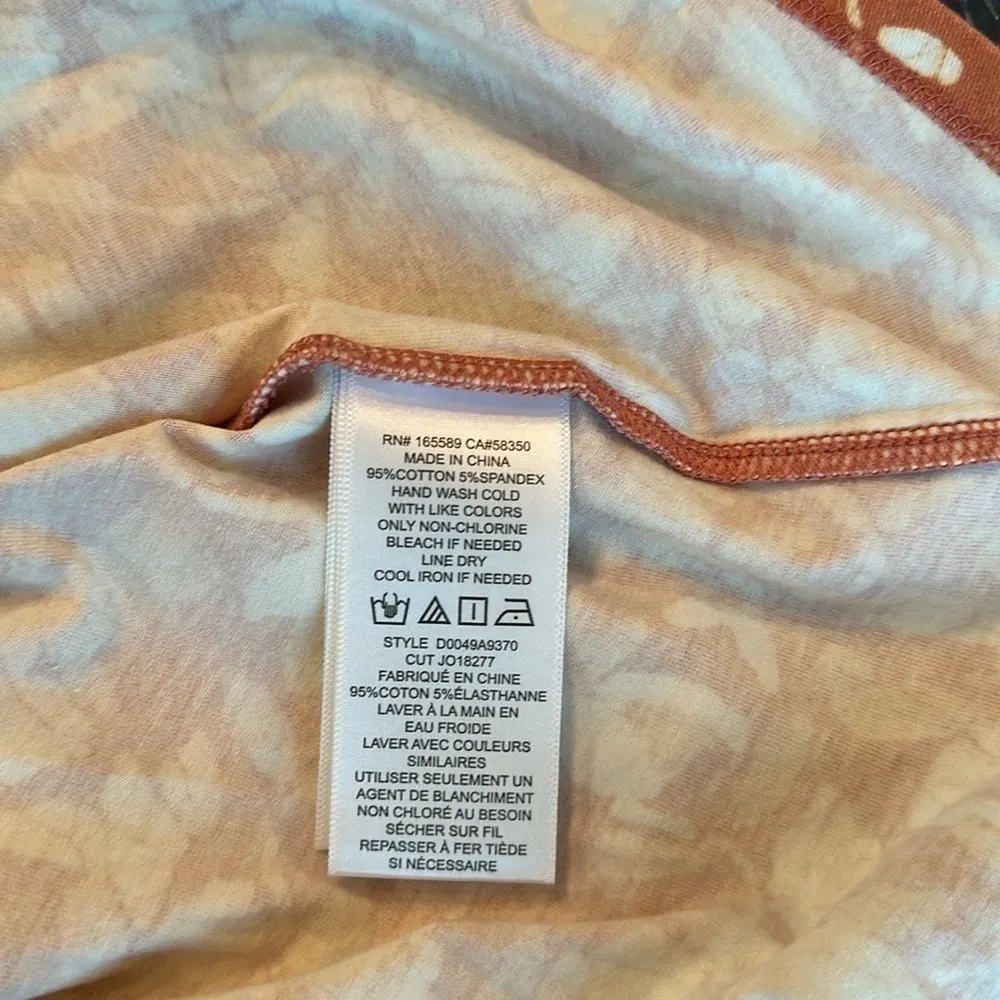 RN# 165589 CA#58350
MADE IN CHINA
95%COTTON 5%SPANDEX
HAND WASH COLD
WITH LIKE COLORS
ONLY NON-CHLORINE
BLEACH IF NEEDED
LINE DRY
COOL IRON IF NEEDED
STYLE D0049A9370
CUT JO18277
FABRIQUÉ EN CHINE
95%COTON 5%ÉLASTHANNE
LAVER À LA MAIN EN
EAU FROIDE
LAVER AVEC COULEURS
SIMILAIRES
UTILISER SEULEMENT UN
AGENT DE BLANCHIMENT
NON CHLORÉ AU BESOIN
SÉCHER SUR FIL
REPASSER À FER TIÈDE
SI NÉCESSAIRE